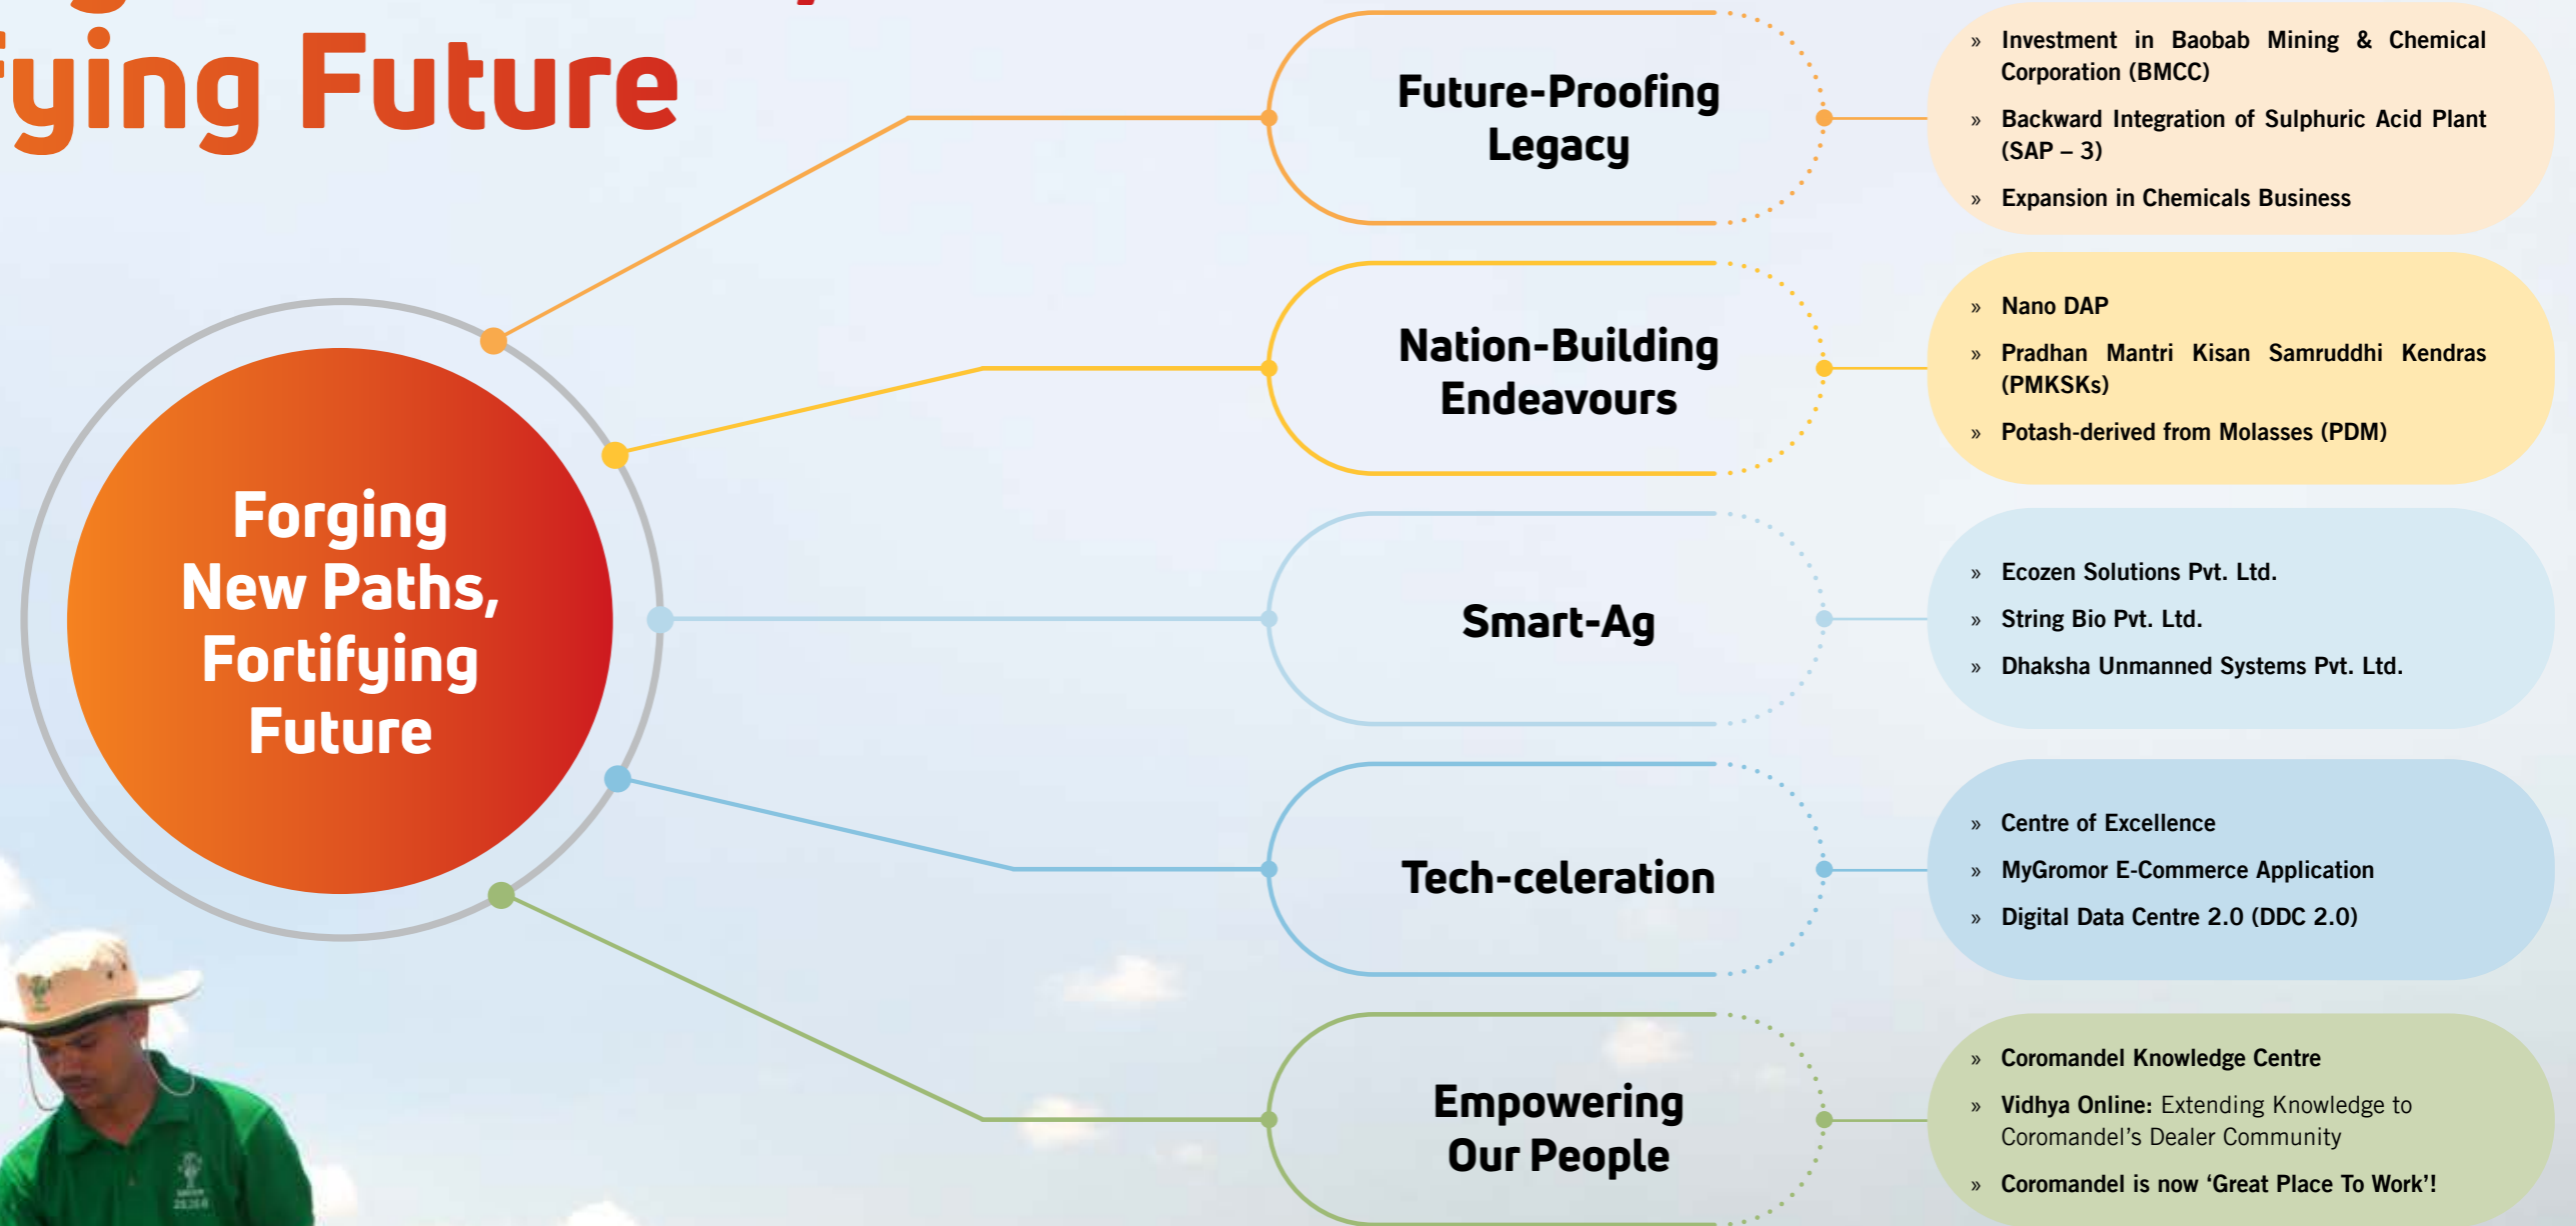 ying Future
Forging
New Paths,
Fortifying
Future
Future-Proofing
Legacy
» Investment in Baobab Mining & Chemical
Corporation (BMCC)
» Backward Integration of Sulphuric Acid Plant
(SAP – 3)
» Expansion in Chemicals Business
Nation-Building
Endeavours
» Nano DAP
» Pradhan Mantri Kisan Samruddhi Kendras
(PMKSKs)
» Potash-derived from Molasses (PDM)
Smart-Ag
» Ecozen Solutions Pvt. Ltd.
» String Bio Pvt. Ltd.
» Dhaksha Unmanned Systems Pvt. Ltd.
Tech-celeration
» Centre of Excellence
» MyGromor E-Commerce Application
» Digital Data Centre 2.0 (DDC 2.0)
Empowering
Our People
» Coromandel Knowledge Centre
» Vidhya Online: Extending Knowledge to
Coromandel’s Dealer Community
» Coromandel is now ‘Great Place To Work’!